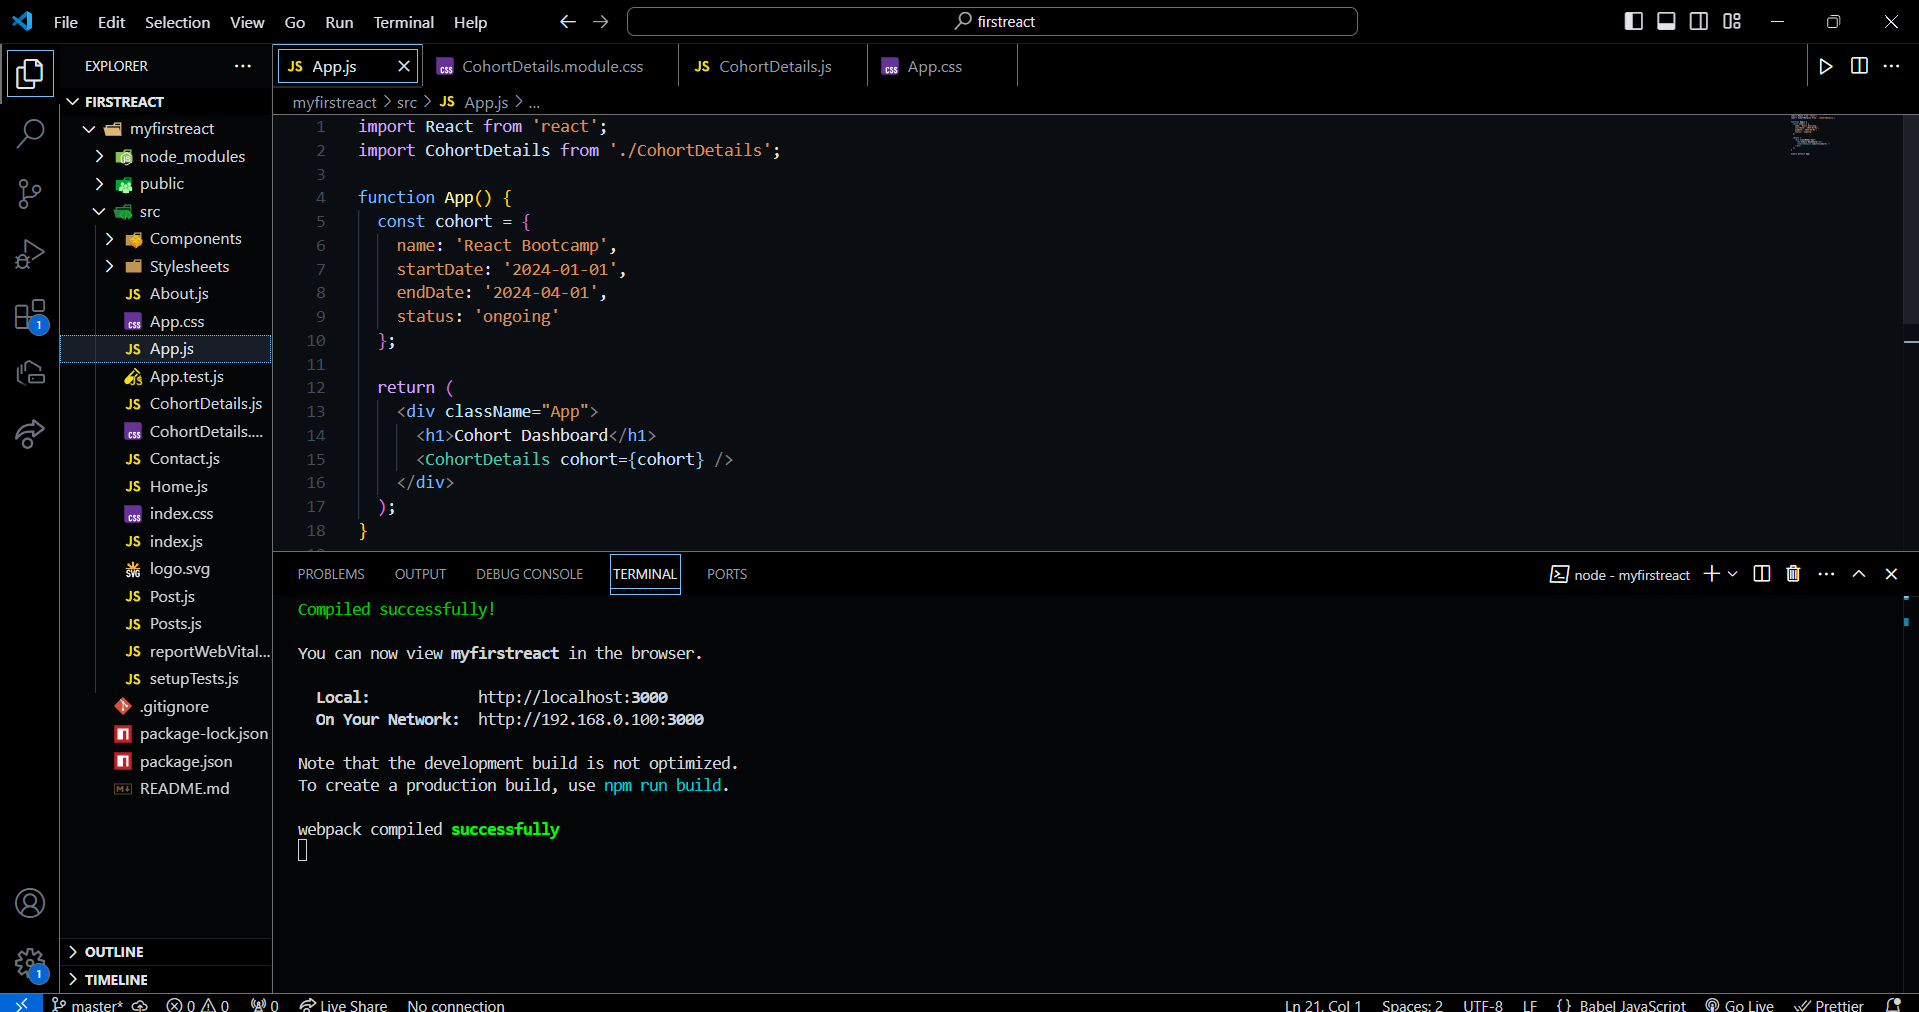 File Edit Selection View Go Run Terminal Help
firstreact
EXPLORER
FIRSTREACT
myfirstreact
node_modules
public
src
Components
Stylesheets
JS About.js
css App.css
JS App.js
App.test.js
JS CohortDetails.js
css CohortDetails....
JS Contact.js
JS Home.js
css index.css
JS index.js
SVG logo.svg
JS Post.js
JS Posts.js
JS reportWebVital...
JS setupTests.js
.gitignore
package-lock.json
package.json
README.md
OUTLINE
TIMELINE
1
1
JS App.js
css CohortDetails.module.css
JS CohortDetails.js
css App.css
myfirstreact > src > JS App.js > ...
1 import React from 'react';
2 import CohortDetails from './CohortDetails';
3
4 function App() {
5 const cohort = {
6 name: 'React Bootcamp',
7 startDate: '2024-01-01',
8 endDate: '2024-04-01',
9 status: 'ongoing'
10 };
11
12 return (
13 <div className="App">
14 <h1>Cohort Dashboard</h1>
15 <CohortDetails cohort={cohort} />
16 </div>
17 );
18 }
PROBLEMS OUTPUT DEBUG CONSOLE TERMINAL PORTS
node - myfirstreact
Compiled successfully!
You can now view myfirstreact in the browser.
Local: http://localhost:3000
On Your Network: http://192.168.0.100:3000
Note that the development build is not optimized.
To create a production build, use npm run build.
webpack compiled successfully
master* 0 0 0 Live Share No connection
Ln 21, Col 1 Spaces: 2 UTF-8 LF {} Babel JavaScript Go Live Prettier